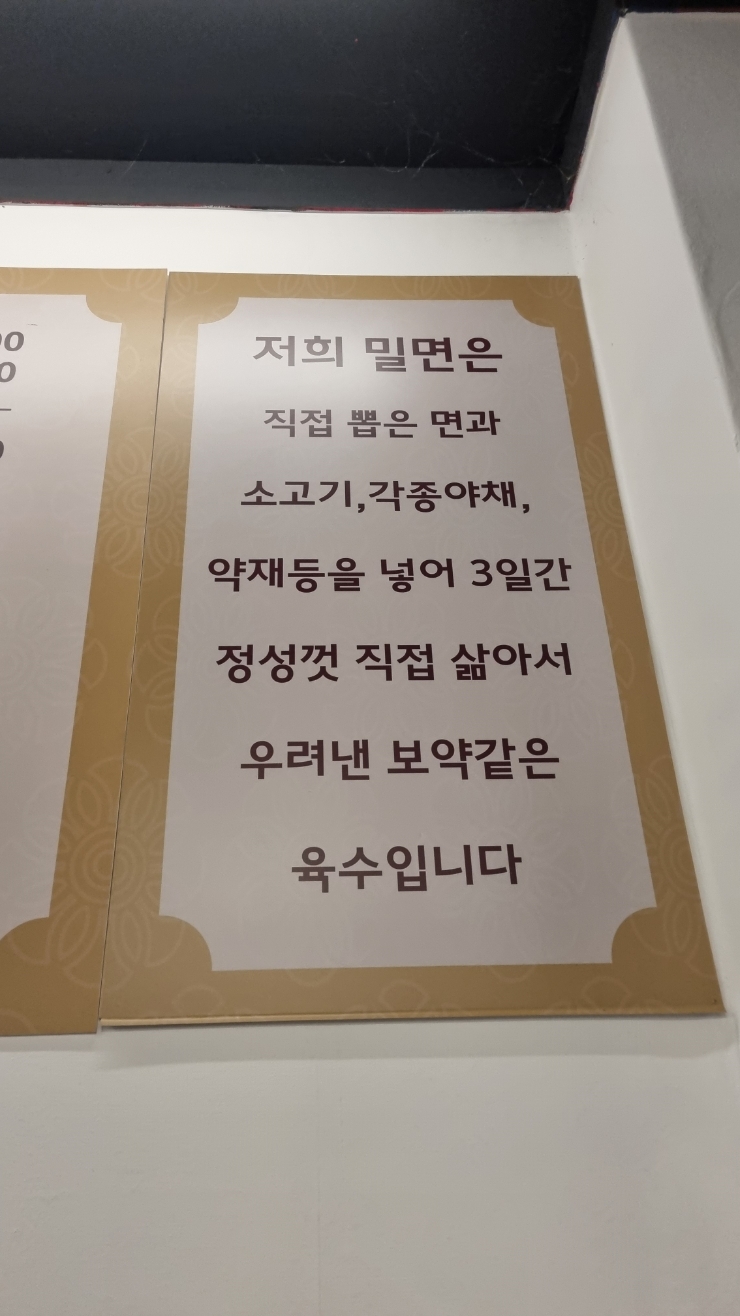 저희 밀면은
직접 뽑은 면과
소고기,각종야채,
약재등을 넣어 3일간
정성껏 직접 삶아서
우려낸 보약같은
육수입니다